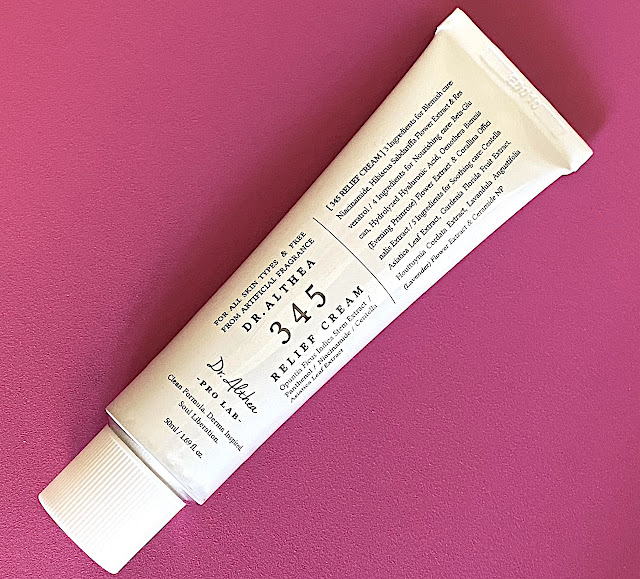 [ 345 RELIEF CREAM ] 3 Ingredients for Blemish care:
Niacinamide, Hibiscus Sabdariffa Flower Extract & Res
veratrol / 4 Ingredients for Nourishing care: Beta-Glu
can, Hydrolyzed Hyaluronic Acid, Oenothera Biennis
(Evening Primrose) Flower Extract & Corallina Offici
nalis Extract / 5 Ingredients for Soothing care: Centella
Asiatica Leaf Extract, Gardenia Florida Fruit Extract,
Houttuynia Cordata Extract, Lavandula Angustifolia
(Lavender) Flower Extract & Ceramide NP
FOR ALL SKIN TYPES & FREE
FROM ARTIFICIAL FRAGRANCE
DR.ALTHEA
345
RELIEF CREAM
Opuntia Ficus Indica Stem Extract /
Panthenol / Niacinamide / Centella
Asiatica Leaf Extract
Dr. Althea
-PRO LAB-
Clean Formula, Derma Inspired,
Soul Liberation.
50ml / 1.69 fl. oz.